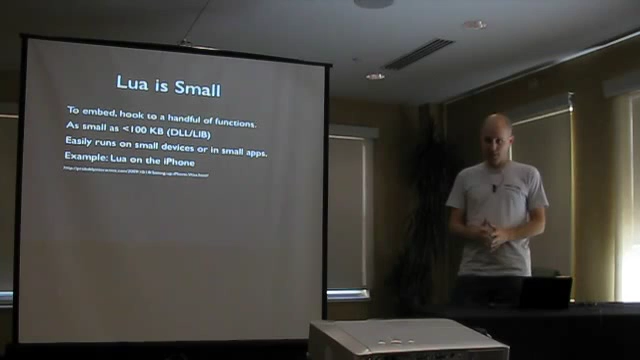 Lua is Small
To embed, hook to a handful of functions.
As small as <100 KB (DLL/LIB)
Easily runs on small devices or in small apps.
Example: Lua on the iPhone